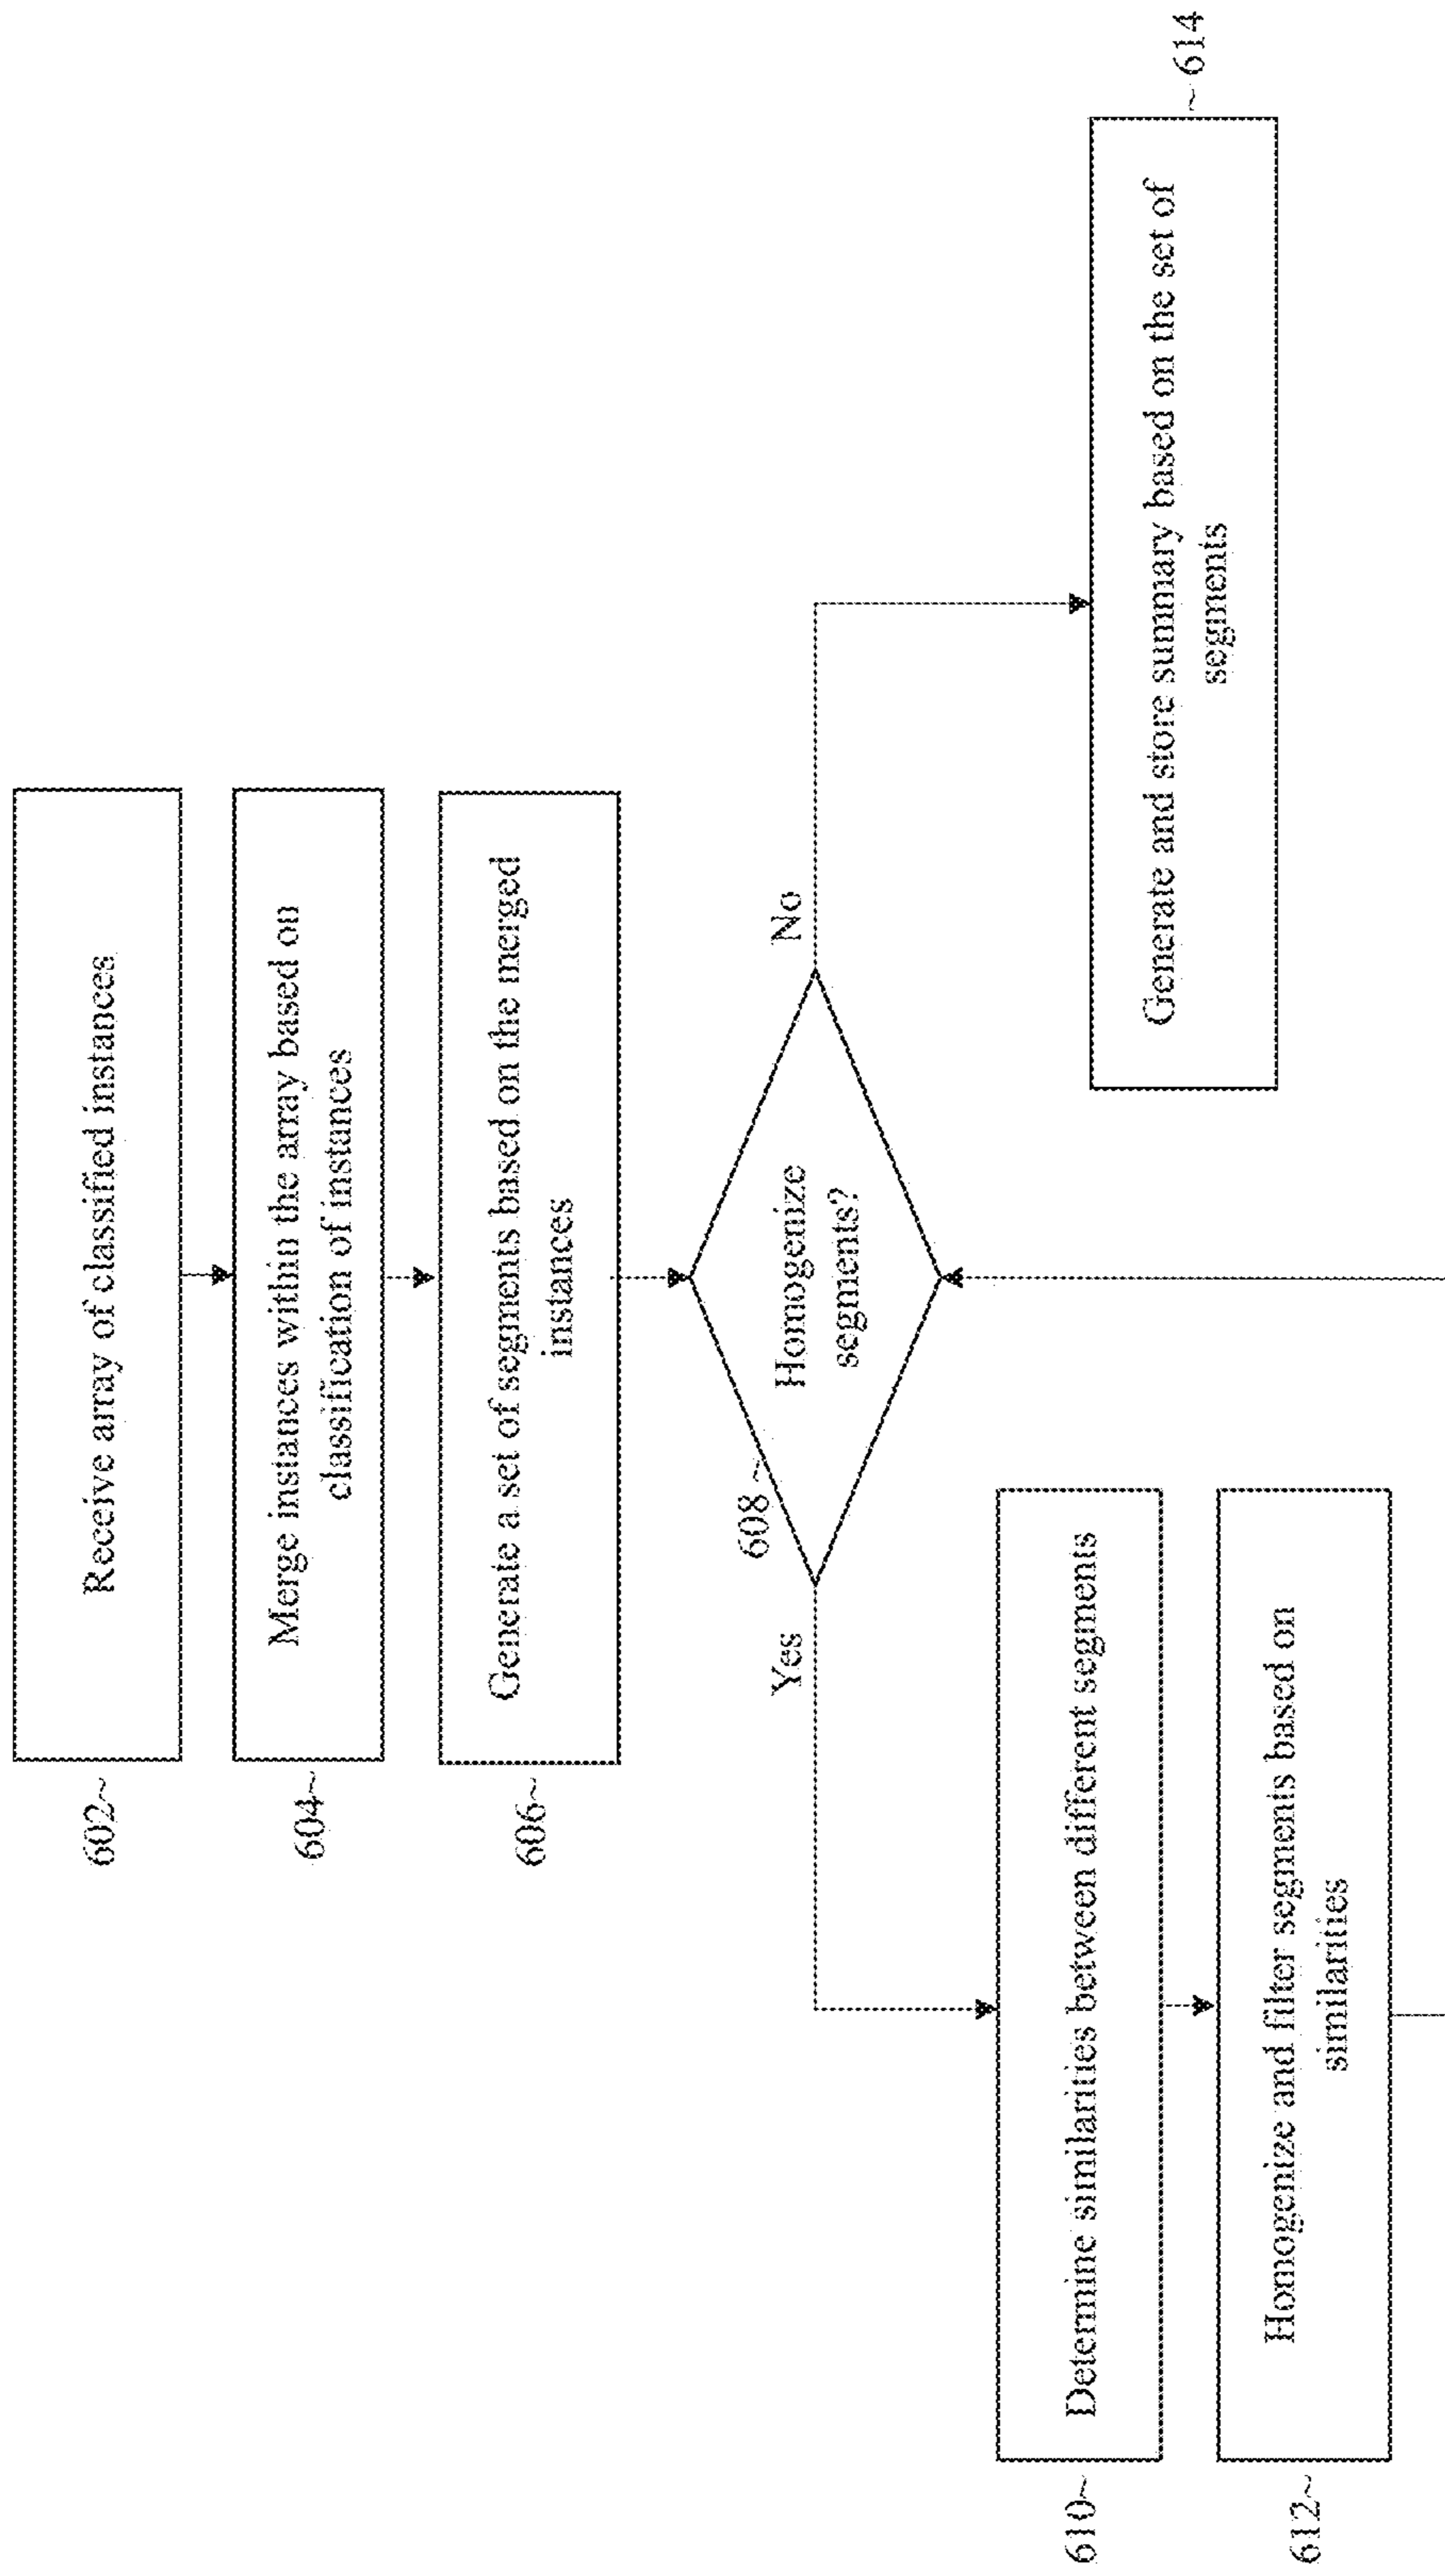 602~
Receive array of classified instances
604~
Merge instances within the array based on
classification of instances
606~
Generate a set of segments based on the merged
instances
608 ~
Homogenize
segments?
Yes
No
610~
Determine similarities between different segments
612~
Homogenize and filter segments based on
similarities
Generate and store summary based on the set of
segments
~614